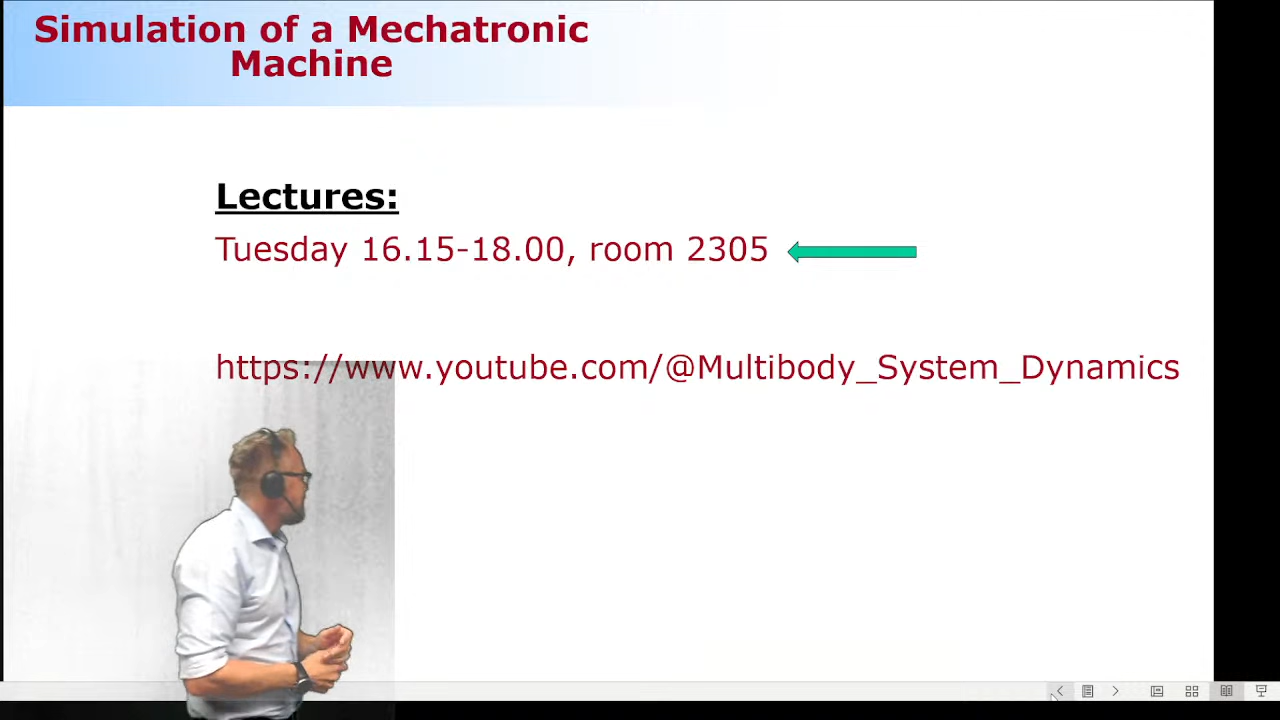 Simulation of a Mechatronic
Machine
Lectures:
Tuesday 16.15-18.00, room 2305
https://www.youtube.com/@Multibody_System_Dynamics